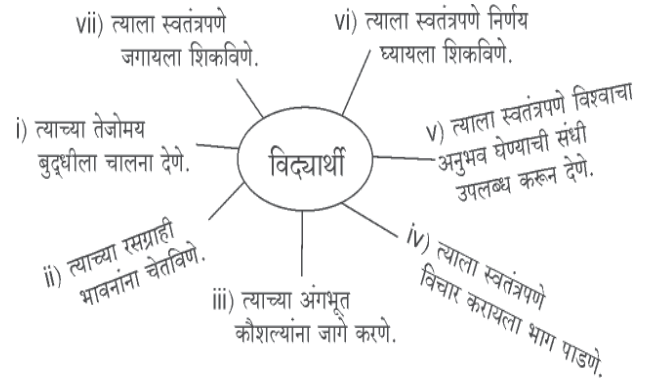 vii) त्याला स्वतंत्रपणे
जगायला शिकविणे.
vi) त्याला स्वतंत्रपणे निर्णय
घ्यायला शिकविणे.
i) त्याच्या तेजोमय
बुद्धीला चालना देणे.
विद्यार्थी
v) त्याला स्वतंत्रपणे विश्वाचा
अनुभव घेण्याची संधी
उपलब्ध करून देणे.
ii) त्याच्या रसग्राही
भावनांना चेतविणे.
iii) त्याच्या अंगभूत
कौशल्यांना जागे करणे.
iv) त्याला स्वतंत्रपणे
विचार करायला भाग पाडणे.